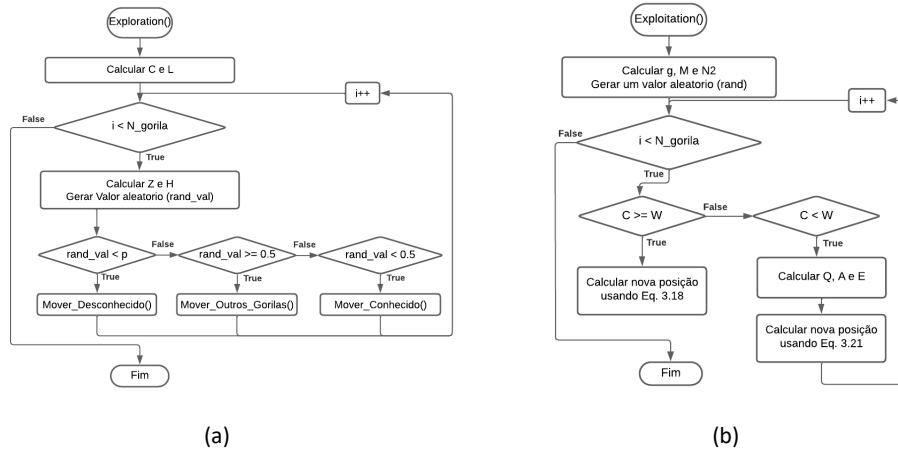 Exploration()
Calcular C e L
i++
i < N_gorila
False
True
Calcular Z e H
Gerar Valor aleatorio (rand_val)
rand_val < p
False
rand_val >= 0.5
False
rand_val < 0.5
True
True
True
Mover_Desconhecido()
Mover_Outros_Gorilas()
Mover_Conhecido()
Fim
(a)
Exploitation()
Calcular g, M e N2
Gerar um valor aleatorio (rand)
i++
False
i < N_gorila
True
C >= W
False
C < W
True
True
Calcular nova posição
usando Eq. 3.18
Calcular Q, A e E
Calcular nova posição
usando Eq. 3.21
Fim
(b)